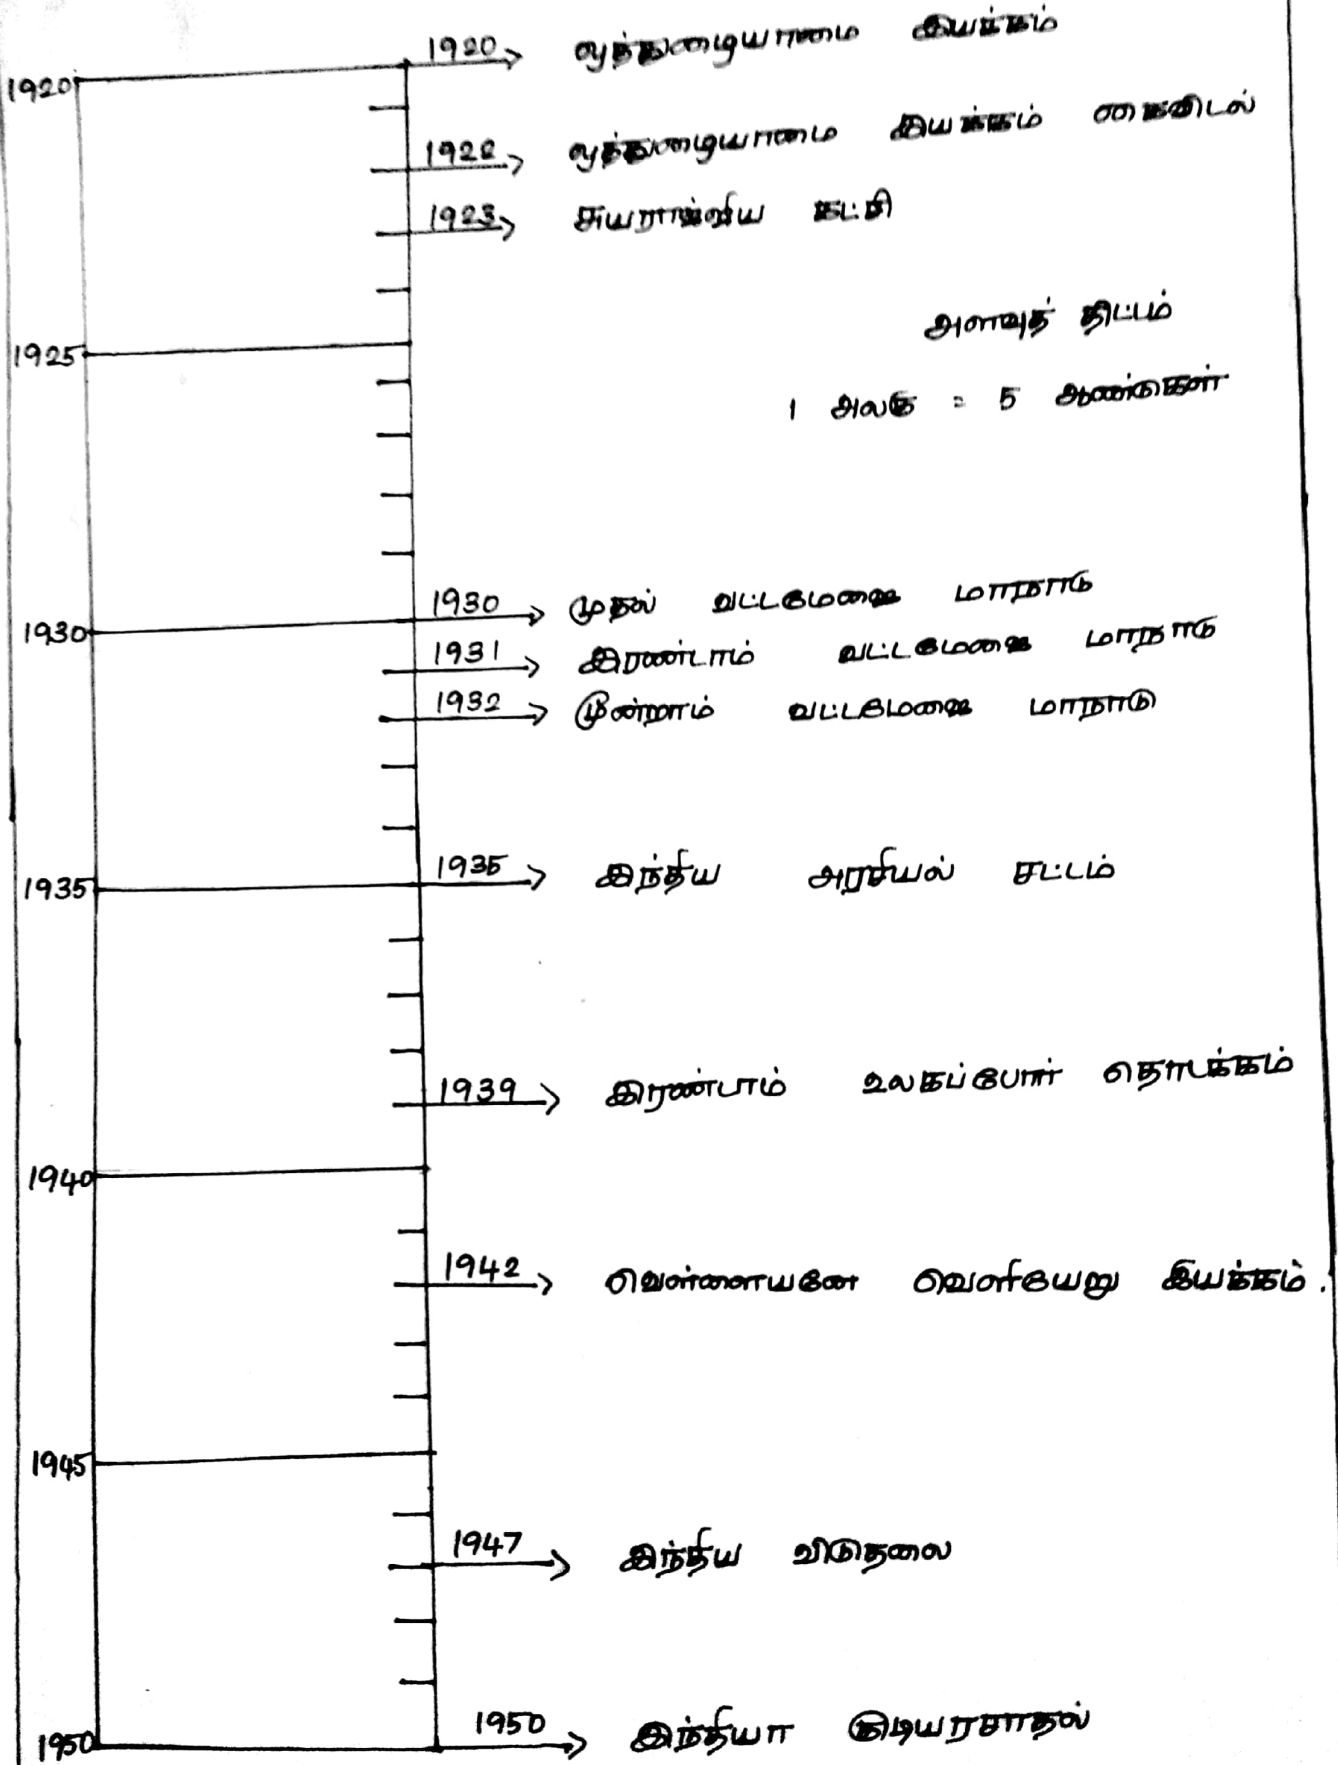 1920
1920 ஒத்துழையாமை இயக்கம்
1922 ஒத்துழையாமை இயக்கம் கைவிடல்
1923 சுயராஜ்ஜிய கட்சி
அளவுத் திட்டம்
1925
1 அலகு = 5 ஆண்டுகள்
1930 முதல் வட்டமேஜை மாநாடு
1930
1931 இரண்டாம் வட்டமேஜை மாநாடு
1932 மூன்றாம் வட்டமேஜை மாநாடு
1935 இந்திய அரசியல் சட்டம்
1935
1939 இரண்டாம் உலகப்போர் தொடக்கம்
1940
1942 வெள்ளையனே வெளியேறு இயக்கம்.
1945
1947 இந்திய விடுதலை
1950 இந்தியா குடியரசாதல்
1950